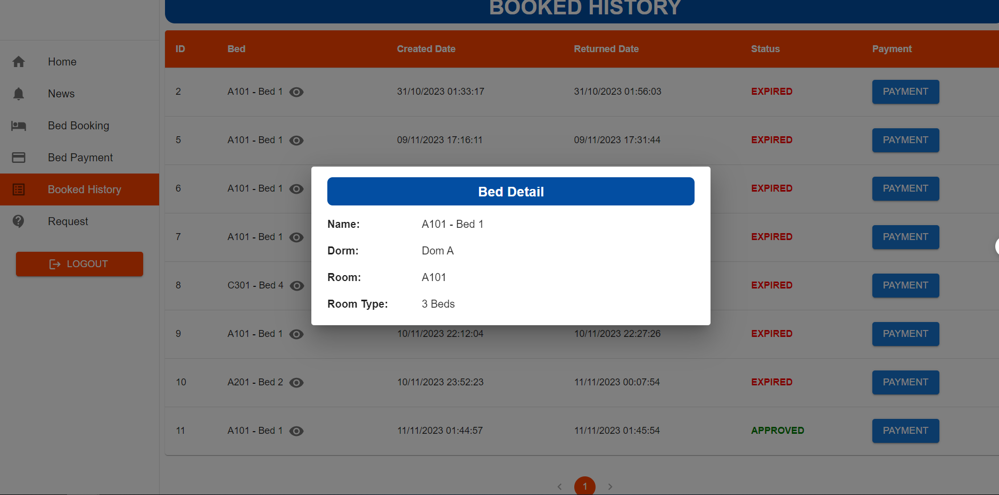 BOOKED HISTORY
Home
News
Bed Booking
Bed Payment
Booked History
Request
LOGOUT
ID Bed Created Date Returned Date Status Payment
2 A101 - Bed 1 31/10/2023 01:33:17 31/10/2023 01:56:03 EXPIRED PAYMENT
5 A101 - Bed 1 09/11/2023 17:16:11 09/11/2023 17:31:44 EXPIRED PAYMENT
6 A101 - Bed 1 EXPIRED PAYMENT
7 A101 - Bed 1 EXPIRED PAYMENT
8 C301 - Bed 4 EXPIRED PAYMENT
9 A101 - Bed 1 10/11/2023 22:12:04 10/11/2023 22:27:26 EXPIRED PAYMENT
10 A201 - Bed 2 10/11/2023 23:52:23 11/11/2023 00:07:54 EXPIRED PAYMENT
11 A101 - Bed 1 11/11/2023 01:44:57 11/11/2023 01:45:54 APPROVED PAYMENT
1
Bed Detail
Name: A101 - Bed 1
Dorm: Dom A
Room: A101
Room Type: 3 Beds